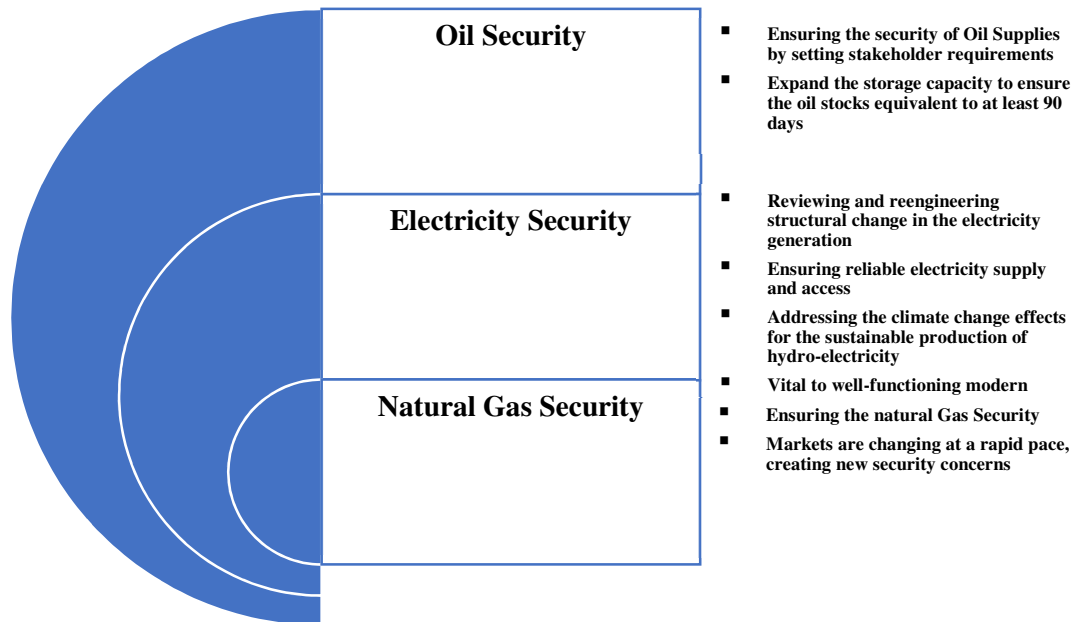 Oil Security
▪ Ensuring the security of Oil Supplies
by setting stakeholder requirements
▪ Expand the storage capacity to ensure
the oil stocks equivalent to at least 90
days
Electricity Security
▪ Reviewing and reengineering
structural change in the electricity
generation
▪ Ensuring reliable electricity supply
and access
▪ Addressing the climate change effects
for the sustainable production of
hydro-electricity
Natural Gas Security
▪ Vital to well-functioning modern
▪ Ensuring the natural Gas Security
▪ Markets are changing at a rapid pace,
creating new security concerns